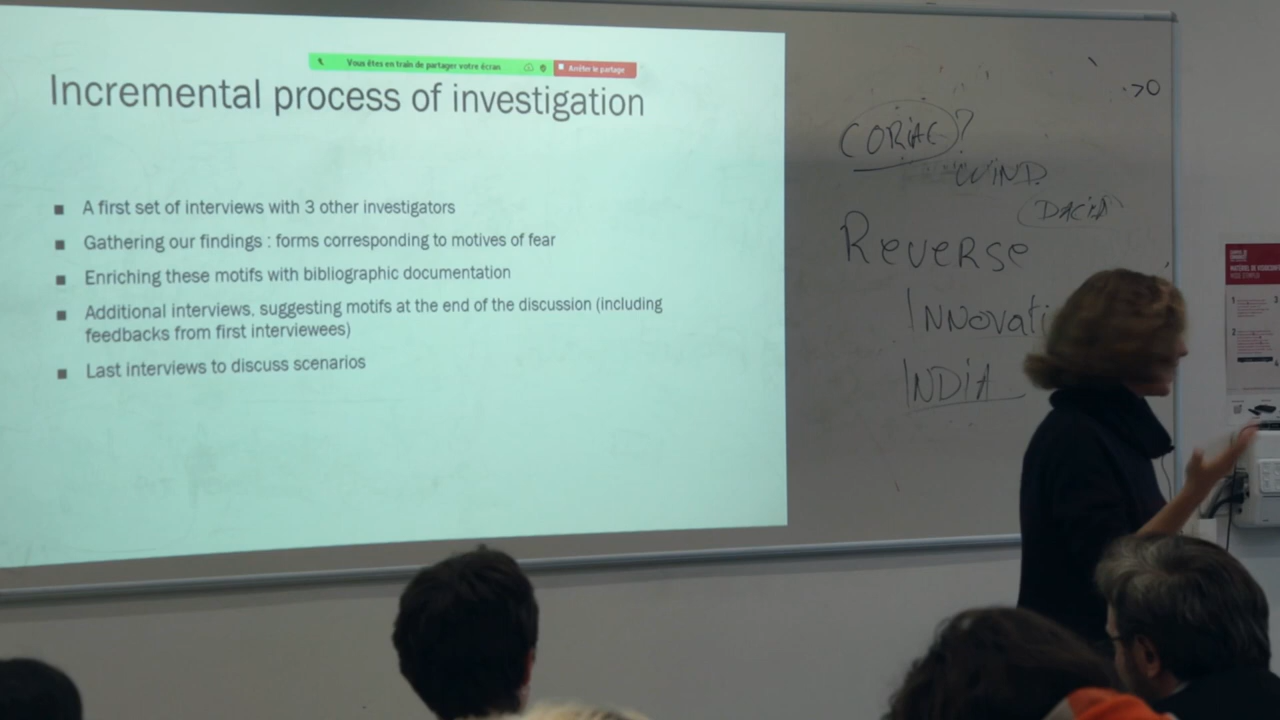 Vous êtes en train de partager votre écran
Arrêter le partage
Incremental process of investigation
A first set of interviews with 3 other investigators
Gathering our findings : forms corresponding to motives of fear
Enriching these motifs with bibliographic documentation
Additional interviews, suggesting motifs at the end of the discussion (including
feedbacks from first interviewees)
Last interviews to discuss scenarios
>0
CORIAC?
WIND
DACIA
Reverse
Innovati
INDIA